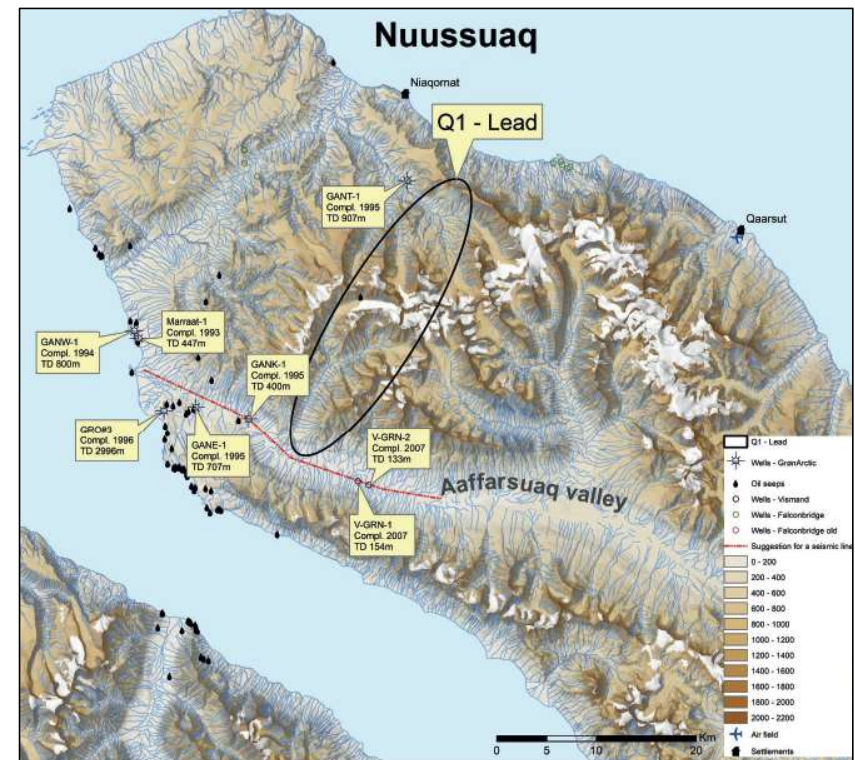 Nuussuaq
Niaqornat
Q1 - Lead
GANT-1
Compl. 1995
TD 907m
Qaarsut
Marraat-1
Compl. 1993
TD 447m
GANW-1
Compl. 1994
TD 800m
GANK-1
Compl. 1995
TD 400m
GRO#3
Compl. 1996
TD 2996m
GANE-1
Compl. 1995
TD 707m
V-GRN-2
Compl. 2007
TD 133m
Aaffarsuaq valley
V-GRN-1
Compl. 2007
TD 154m
Q1 - Lead
Wells - GrønArctic
Oil seeps
Wells - Vismand
Wells - Falconbridge
Wells - Falconbridge old
Suggestion for a seismic line
0 - 200
200 - 400
400 - 600
600 - 800
800 - 1000
1000 - 1200
1200 - 1400
1400 - 1600
1600 - 1800
1800 - 2000
2000 - 2200
Air field
Settlements
Km
0 5 10 20